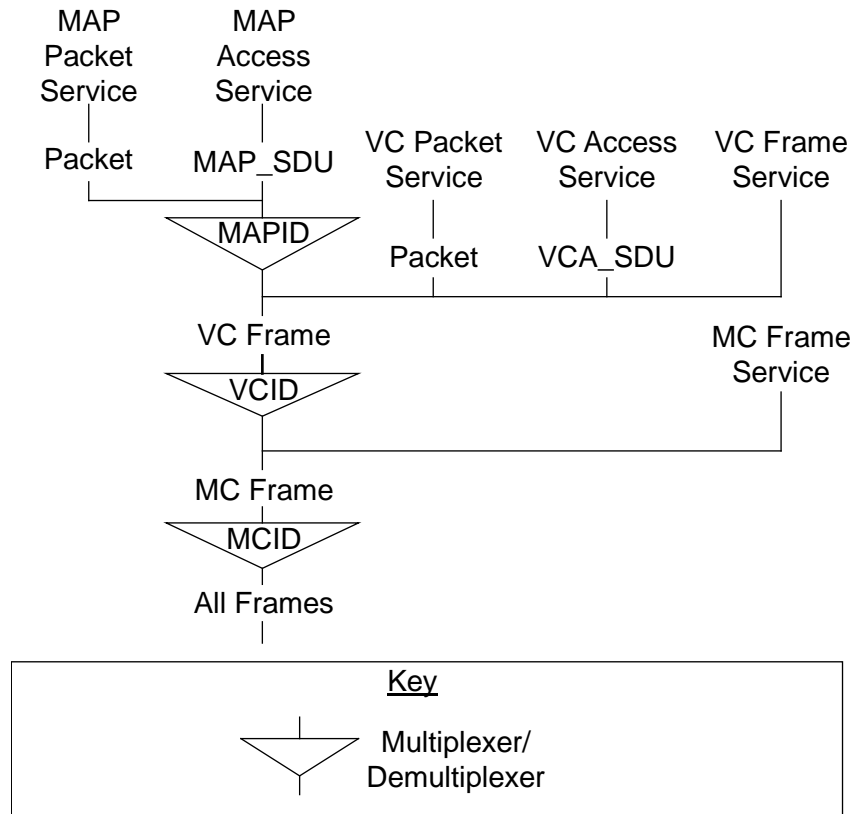 MAP
Packet
Service
MAP
Access
Service
Packet
MAP_SDU
VC Packet
Service
VC Access
Service
VC Frame
Service
MAPID
Packet
VCA_SDU
VC Frame
MC Frame
Service
VCID
MC Frame
MCID
All Frames
Key
Multiplexer/
Demultiplexer